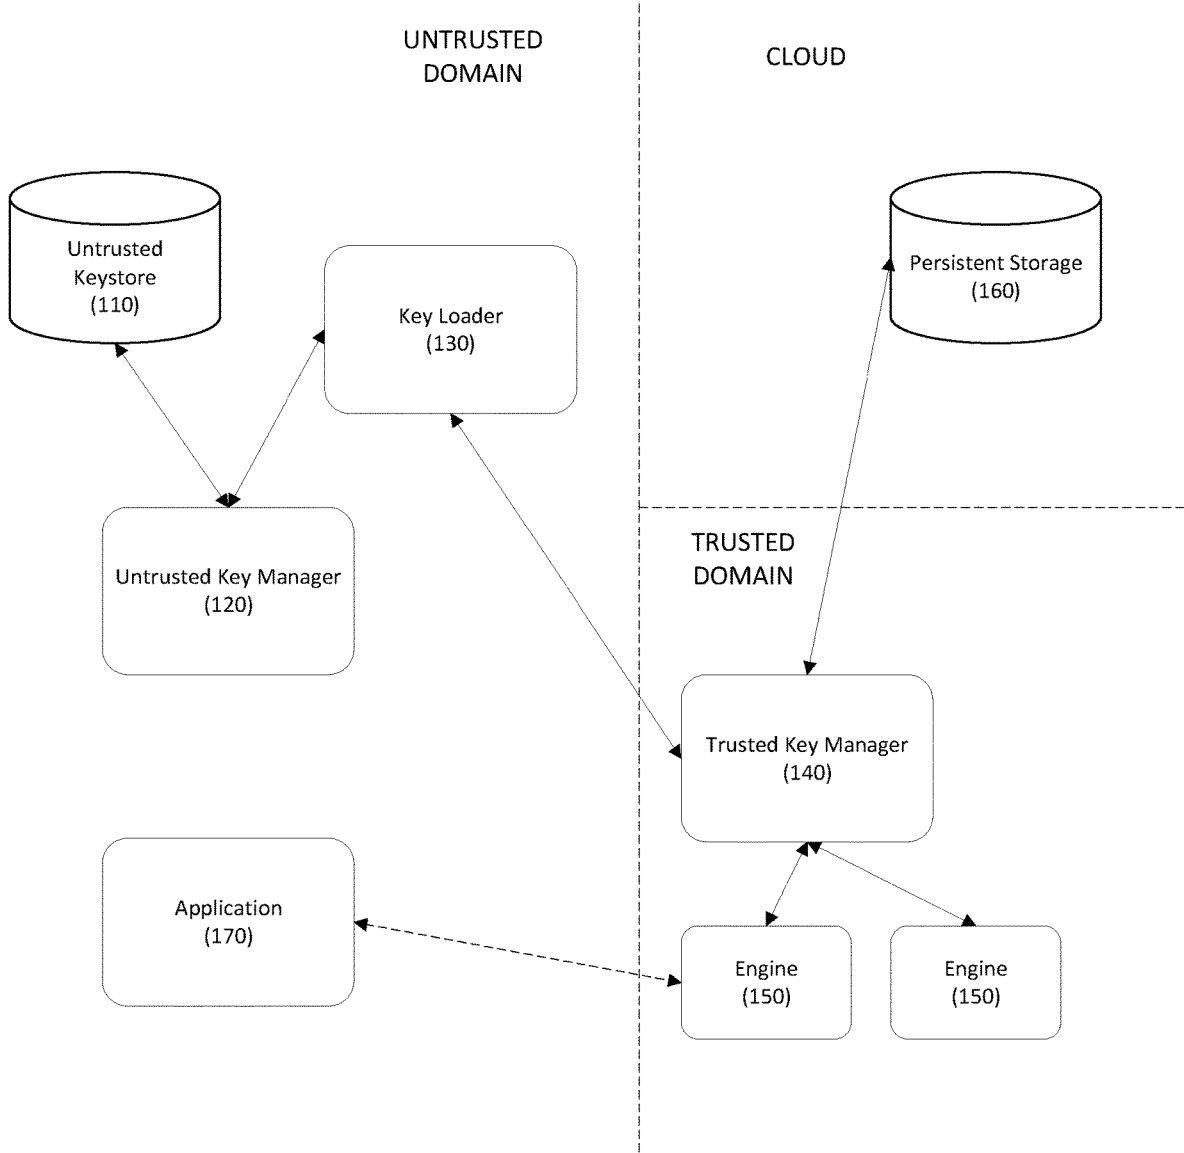 UNTRUSTED
DOMAIN
CLOUD
Untrusted
Keystore
(110)
Key Loader
(130)
Persistent Storage
(160)
Untrusted Key Manager
(120)
TRUSTED
DOMAIN
Trusted Key Manager
(140)
Application
(170)
Engine
(150)
Engine
(150)